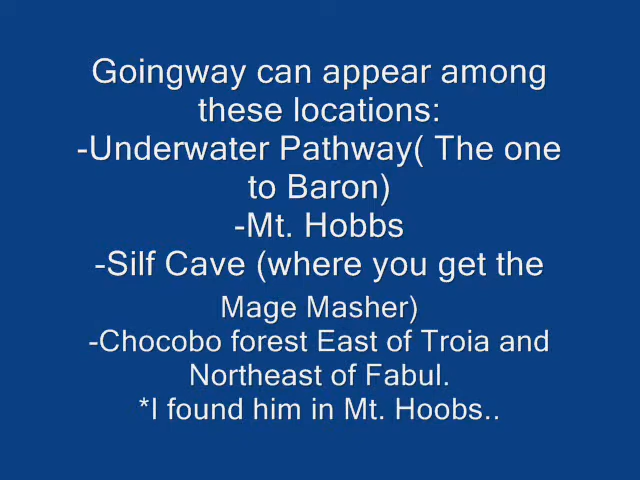 Goingway can appear among
these locations:
-Underwater Pathway( The one
to Baron)
-Mt. Hobbs
-Silf Cave (where you get the
Mage Masher)
-Chocobo forest East of Troia and
Northeast of Fabul.
*I found him in Mt. Hoobs..